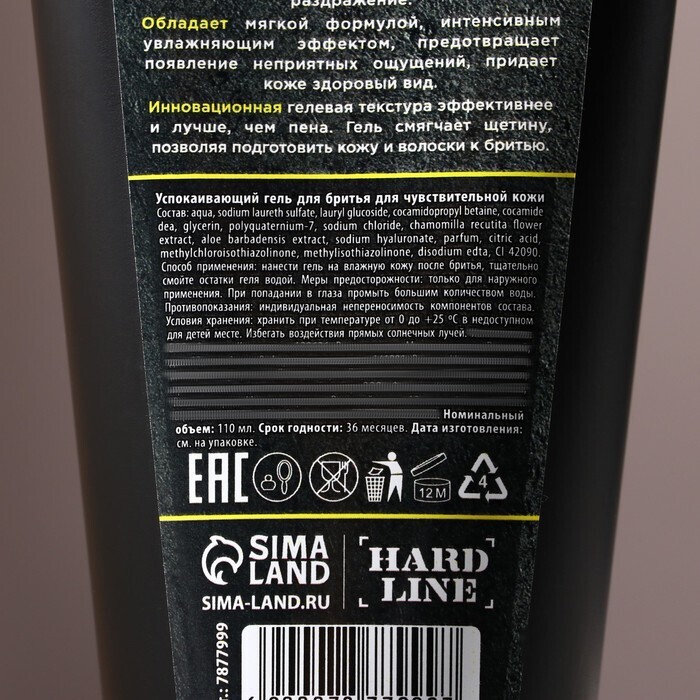 раздражение.
Обладает мягкой формулой, интенсивным
увлажняющим эффектом, предотвращает
появление неприятных ощущений, придает
коже здоровый вид.
Инновационная гелевая текстура эффективнее
и лучше, чем пена. Гель смягчает щетину,
позволяя подготовить кожу и волоски к бритью.
Успокаивающий гель для бритья для чувствительной кожи
Состав: aqua, sodium laureth sulfate, lauryl glucoside, cocamidopropyl betaine, cocamide
dea, glycerin, polyquaternium-7, sodium chloride, chamomilla recutita flower
extract, aloe barbadensis extract, sodium hyaluronate, parfum, citric acid,
methylchloroisothiazolinone, methylisothiazolinone, disodium edta, CI 42090.
Способ применения: нанести гель на влажную кожу после бритья, тщательно
смойте остатки геля водой. Меры предосторожности: только для наружного
применения. При попадании в глаза промыть большим количеством воды.
Противопоказания: индивидуальная непереносимость компонентов состава.
Условия хранения: хранить при температуре от 0 до +25 °C в недоступном
для детей месте. Избегать воздействия прямых солнечных лучей.
Номинальный
объем: 110 мл. Срок годности: 36 месяцев. Дата изготовления:
см. на упаковке.
EAC 12 M 4
SIMA LAND
SIMA-LAND.RU
HARD LINE
Арт.: 7877999